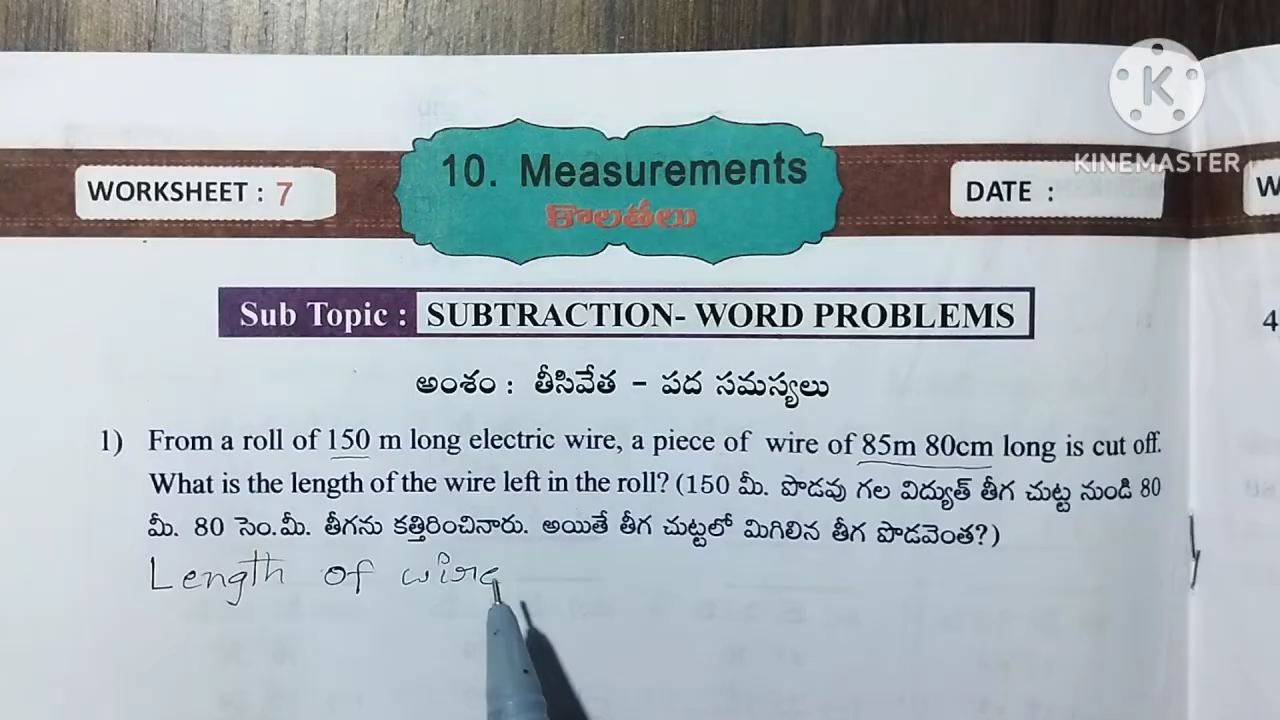 KINEMASTER
WORKSHEET : 7
10. Measurements
కొలతలు
DATE :
W
Sub Topic : SUBTRACTION- WORD PROBLEMS
4
అంశం : తీసివేత - పద సమస్యలు
1) From a roll of 150 m long electric wire, a piece of wire of 85m 80cm long is cut off.
What is the length of the wire left in the roll? (150 మీ. పొడవు గల విద్యుత్ తీగ చుట్ట నుండి 80
మీ. 80 సెం.మీ. తీగను కత్తిరించినారు. అయితే తీగ చుట్టలో మిగిలిన తీగ పొడవెంత?)
Length of wire